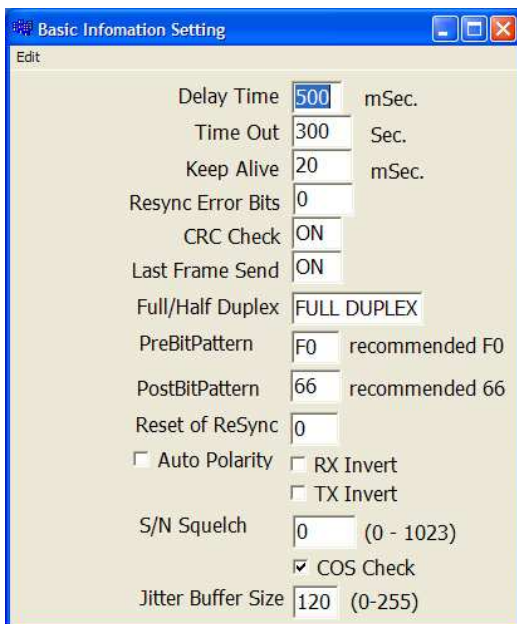 Basic Infomation Setting
Edit
Delay Time 500 mSec.
Time Out 300 Sec.
Keep Alive 20 mSec.
Resync Error Bits 0
CRC Check ON
Last Frame Send ON
Full/Half Duplex FULL DUPLEX
PreBitPattern F0 recommended F0
PostBitPattern 66 recommended 66
Reset of ReSync 0
Auto Polarity RX Invert
TX Invert
S/N Squelch 0 (0 - 1023)
COS Check
Jitter Buffer Size 120 (0-255)